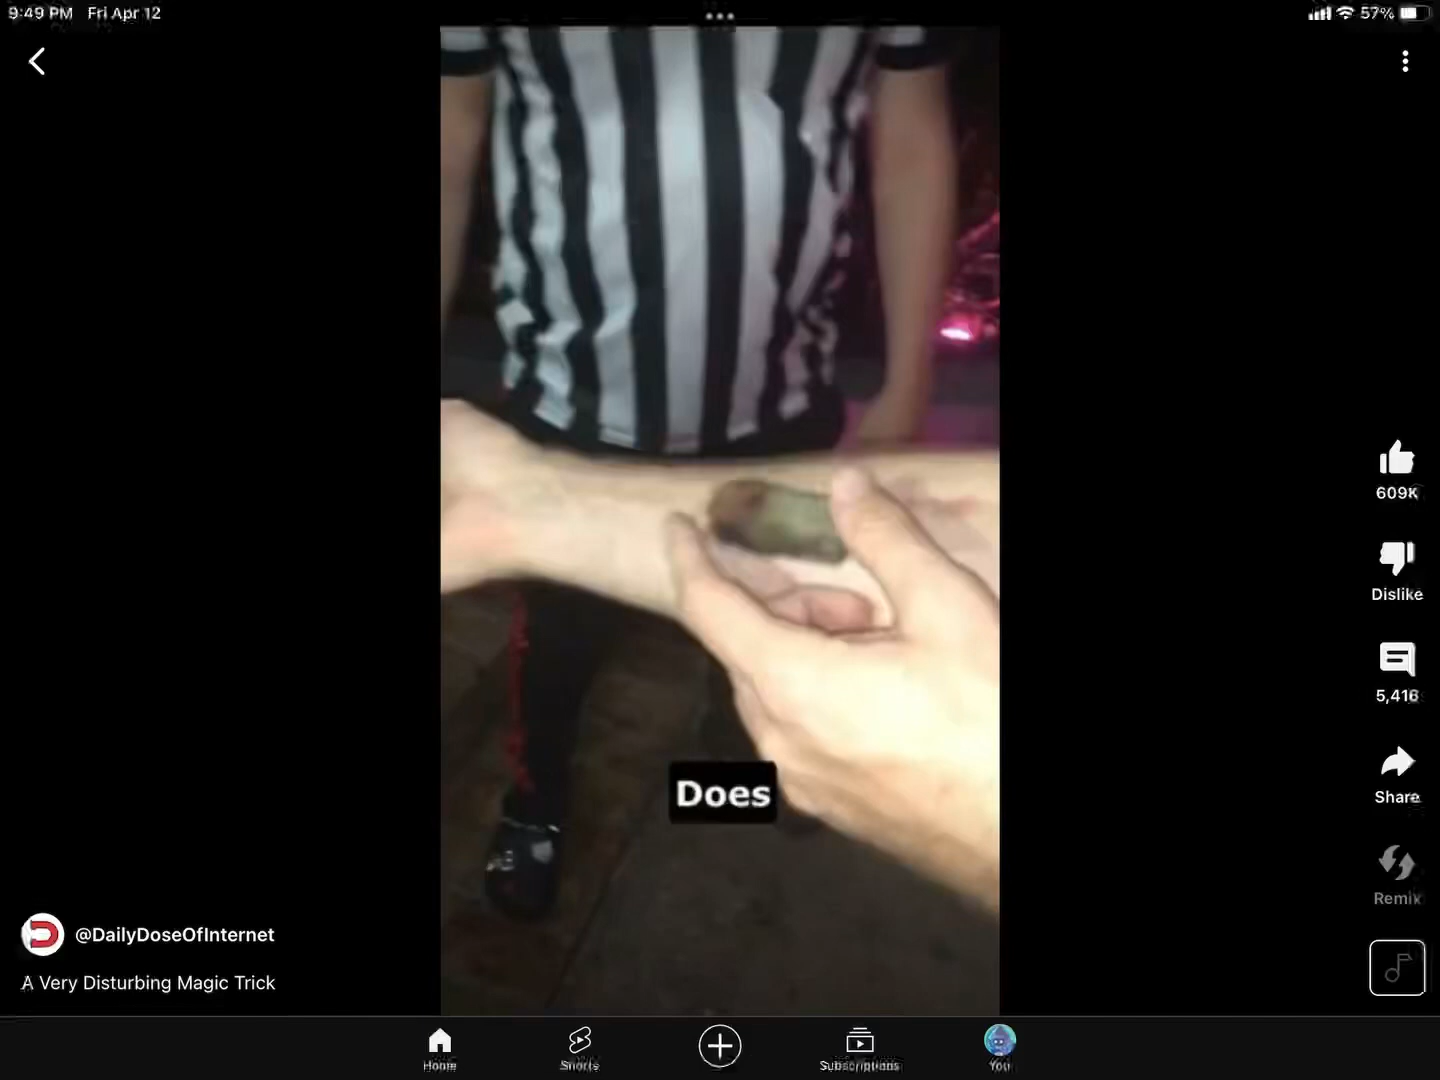 9:49 PM Fri Apr 12
57%
609K
Dislike
5,416
Share
Remix
Does
@DailyDoseOfInternet
A Very Disturbing Magic Trick
Home
Shorts
Subscriptions
You